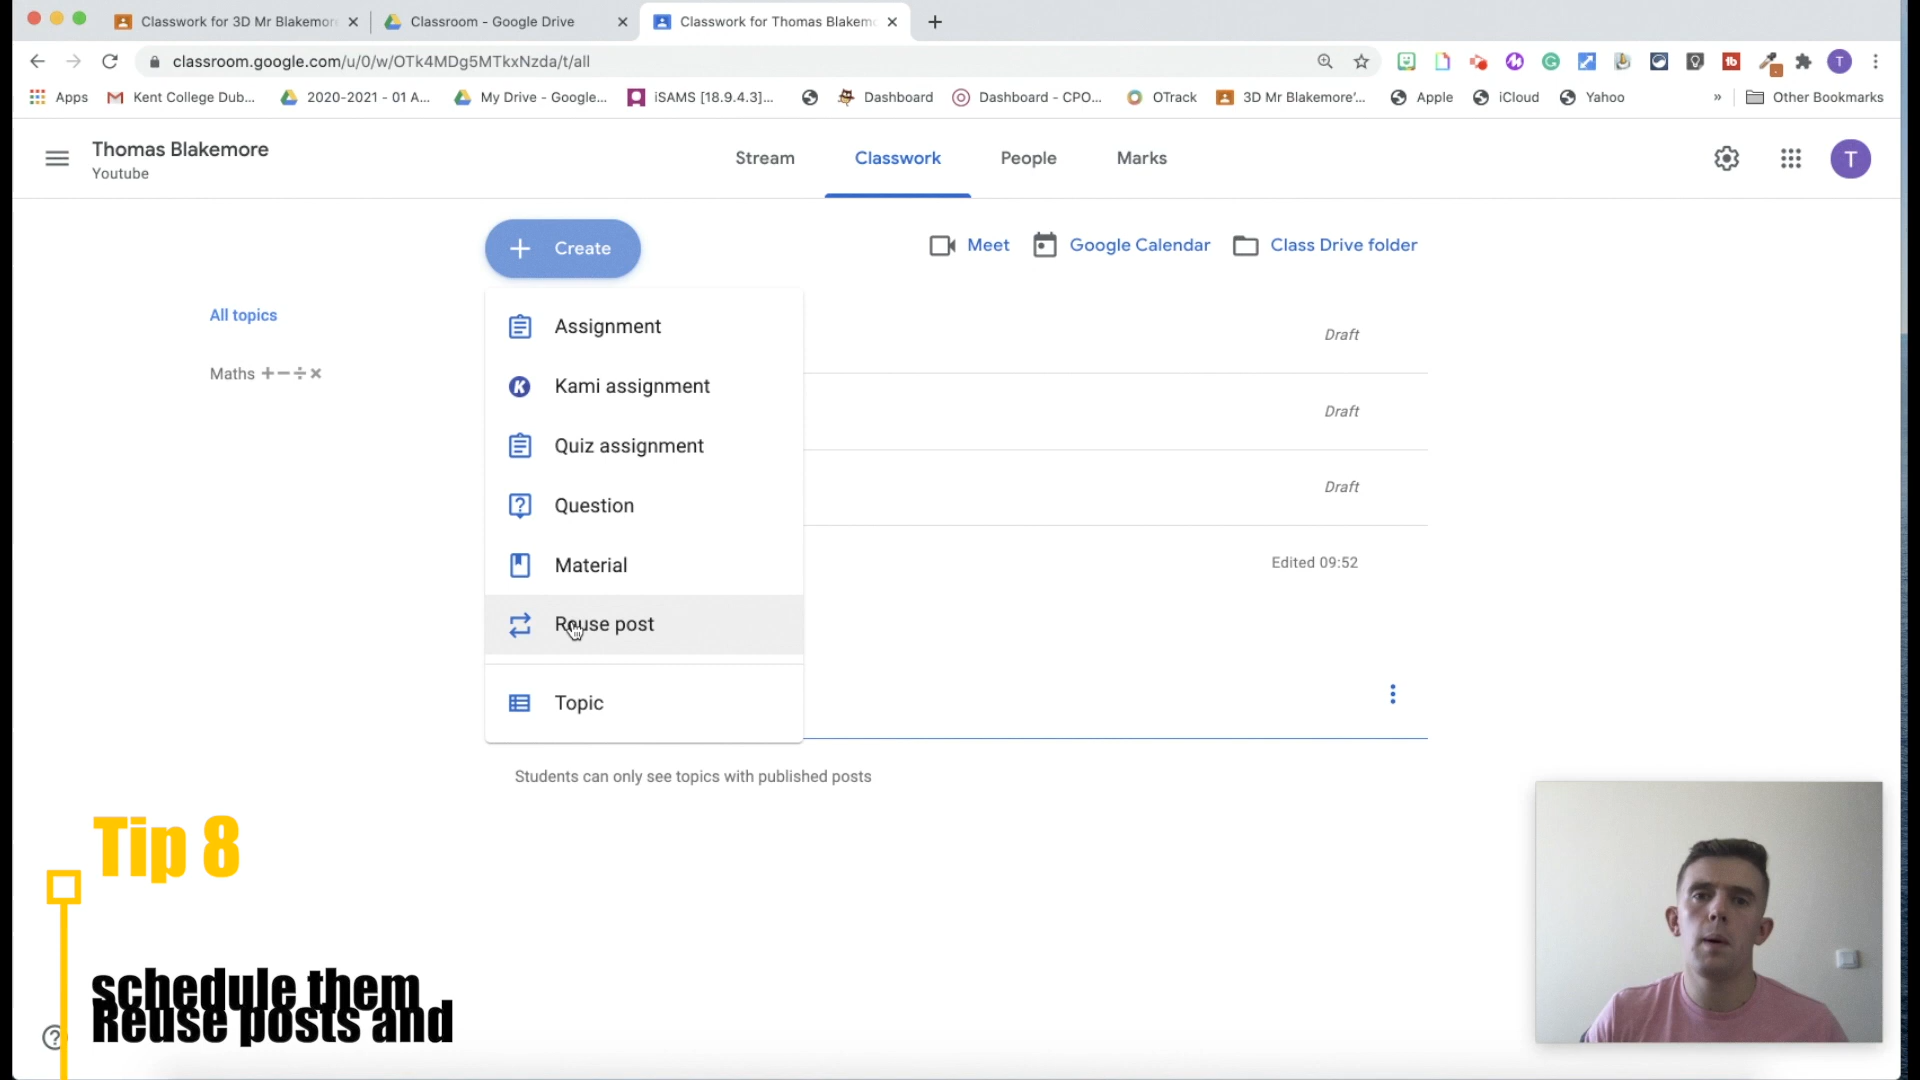 Classwork for 3D Mr Blakemor
Classroom - Google Drive
Classwork for Thomas Blakem
classroom.google.com/u/0/w/OTk4MDg5MTkxNzda/t/all
Apps
Kent College Dub...
2020-2021 - 01 A...
My Drive - Google...
iSAMS [18.9.4.3]...
Dashboard
Dashboard - CPO...
OTrack
3D Mr Blakemore'...
Apple
iCloud
Yahoo
»
Other Bookmarks
Thomas Blakemore
Youtube
Stream
Classwork
People
Marks
T
Create
Meet
Google Calendar
Class Drive folder
All topics
Maths +−÷×
Assignment
Kami assignment
Quiz assignment
Question
Material
Reuse post
Topic
Draft
Draft
Draft
Edited 09:52
Students can only see topics with published posts
Tip 8
schedule them
Reuse posts and